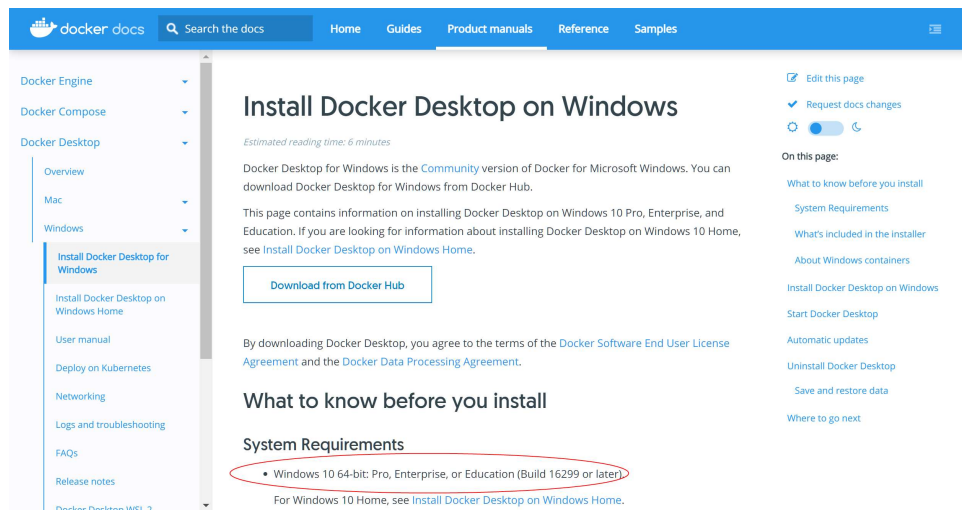 docker docs
Search the docs
Home
Guides
Product manuals
Reference
Samples
Docker Engine
Docker Compose
Docker Desktop
Overview
Mac
Windows
Install Docker Desktop for
Windows
Install Docker Desktop on
Windows Home
User manual
Deploy on Kubernetes
Networking
Logs and troubleshooting
FAQs
Release notes
Docker Desktop WSL 2
Install Docker Desktop on Windows
Estimated reading time: 6 minutes
Docker Desktop for Windows is the Community version of Docker for Microsoft Windows. You can
download Docker Desktop for Windows from Docker Hub.
This page contains information on installing Docker Desktop on Windows 10 Pro, Enterprise, and
Education. If you are looking for information about installing Docker Desktop on Windows 10 Home,
see Install Docker Desktop on Windows Home.
Download from Docker Hub
By downloading Docker Desktop, you agree to the terms of the Docker Software End User License
Agreement and the Docker Data Processing Agreement.
What to know before you install
System Requirements
• Windows 10 64-bit: Pro, Enterprise, or Education (Build 16299 or later).
For Windows 10 Home, see Install Docker Desktop on Windows Home.
Edit this page
Request docs changes
On this page:
What to know before you install
System Requirements
What's included in the installer
About Windows containers
Install Docker Desktop on Windows
Start Docker Desktop
Automatic updates
Uninstall Docker Desktop
Save and restore data
Where to go next